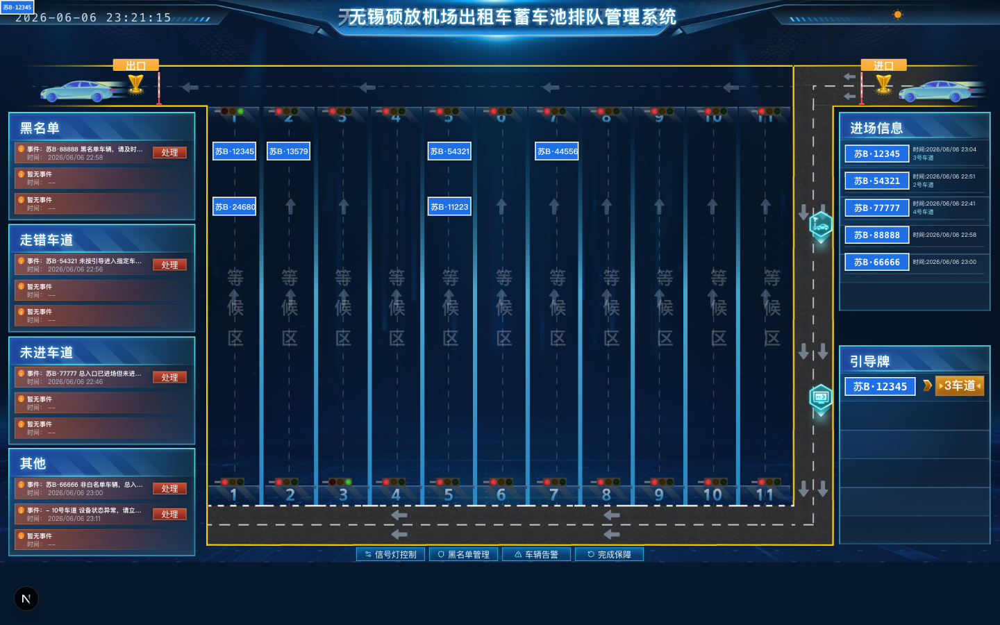 苏B·12345
2026-06-06 23:21:15
无锡硕放机场出租车蓄车池排队管理系统
出口
进口
黑名单
事件: 苏B·88888 黑名单车辆，请及时...
时间: 2026/06/06 22:58
处理
暂无事件
时间: --
暂无事件
时间: --
走错车道
事件: 苏B·54321 未按引导进入指定车...
时间: 2026/06/06 22:56
处理
暂无事件
时间: --
暂无事件
时间: --
未进车道
事件: 苏B·77777 总入口已进场但未进...
时间: 2026/06/06 22:46
处理
暂无事件
时间: --
暂无事件
时间: --
其他
事件: 苏B·66666 非白名单车辆，总入...
时间: 2026/06/06 23:00
处理
事件: - 10号车道 设备状态异常，请立...
时间: 2026/06/06 23:11
处理
暂无事件
时间: --
1 2 3 4 5 6 7 8 9 10 11
苏B·12345 苏B·13579 苏B·54321 苏B·44556
苏B·24680 苏B·11223
等 等 等 等 等 等 等 等 等 等 等
候 候 候 候 候 候 候 候 候 候 候
区 区 区 区 区 区 区 区 区 区 区
1 2 3 4 5 6 7 8 9 10 11
信号灯控制 黑名单管理 车辆告警 完成保障
进场信息
苏B·12345 时间:2026/06/06 23:04
3号车道
苏B·54321 时间:2026/06/06 22:51
2号车道
苏B·77777 时间:2026/06/06 22:41
4号车道
苏B·88888 时间:2026/06/06 22:58
苏B·66666 时间:2026/06/06 23:00
引导牌
苏B·12345 3车道
N